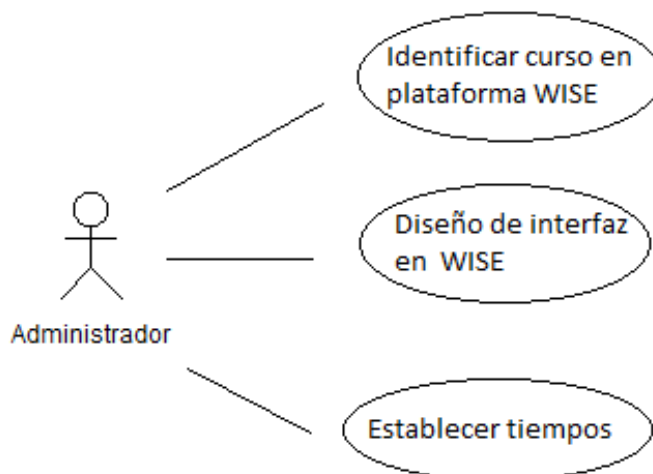 Identificar curso en
plataforma WISE
Diseño de interfaz
en WISE
Administrador
Establecer tiempos